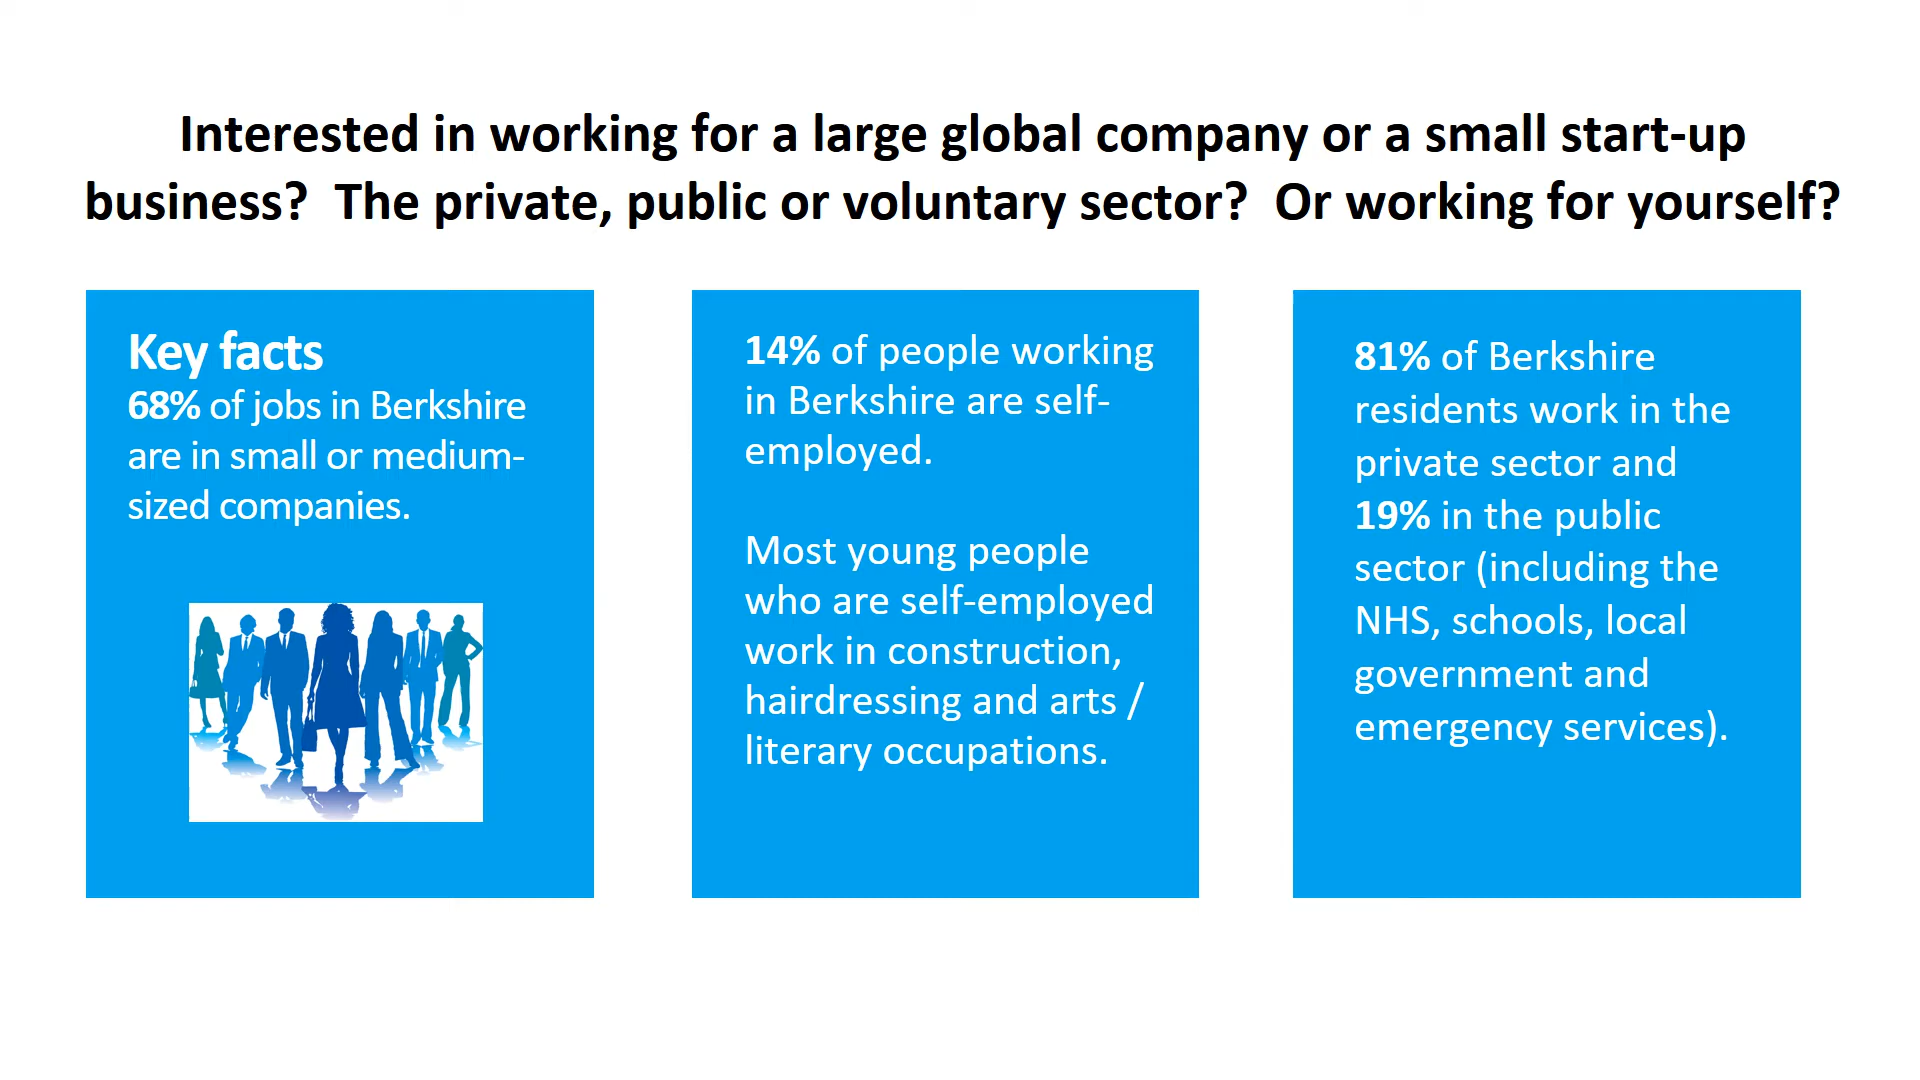 Interested in working for a large global company or a small start-up
business?  The private, public or voluntary sector?  Or working for yourself?
Key facts
68% of jobs in Berkshire
are in small or medium-
sized companies.
14% of people working
in Berkshire are self-
employed.
Most young people
who are self-employed
work in construction,
hairdressing and arts /
literary occupations.
81% of Berkshire
residents work in the
private sector and
19% in the public
sector (including the
NHS, schools, local
government and
emergency services).